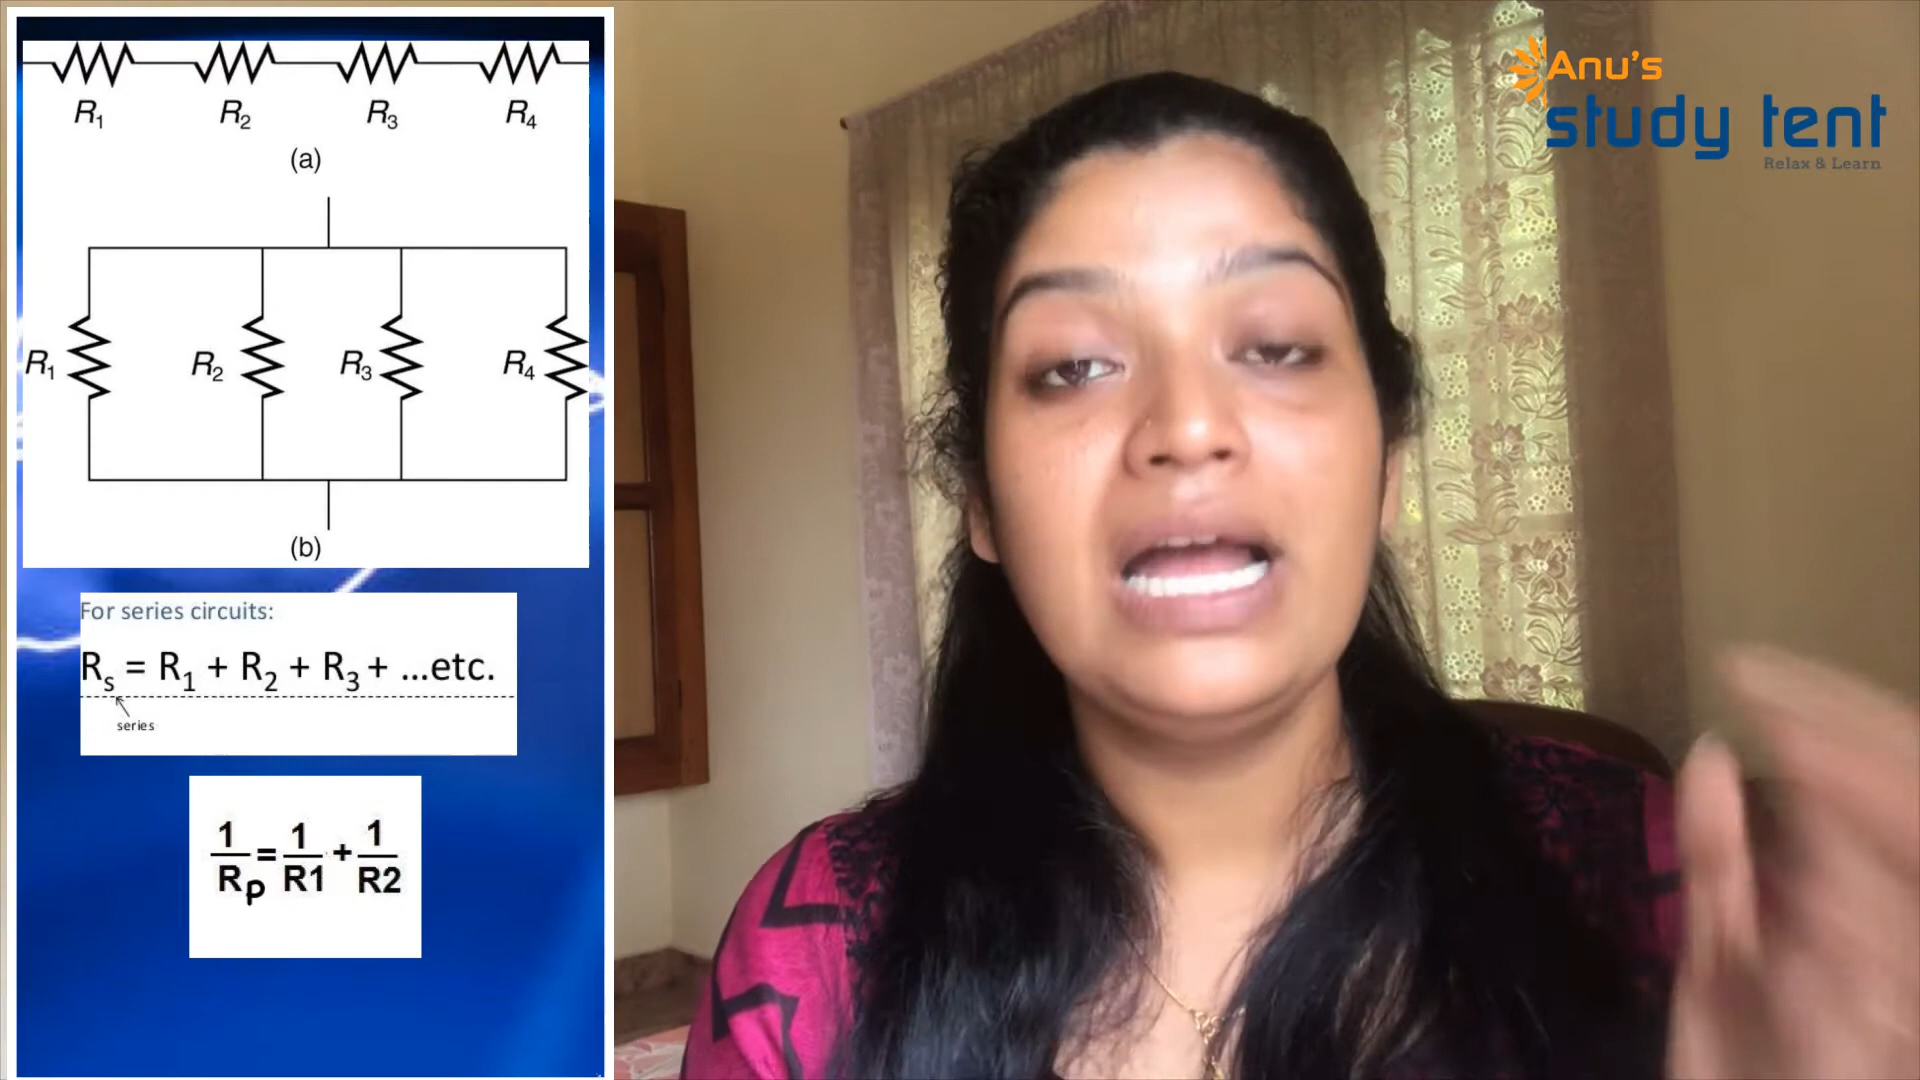 R1 R2 R3 R4
(a)
R1 R2 R3 R4
(b)
For series circuits:
Rs = R1 + R2 + R3 + ...etc.
series
1/Rp = 1/R1 + 1/R2
Anu's
study tent
Relax & Learn